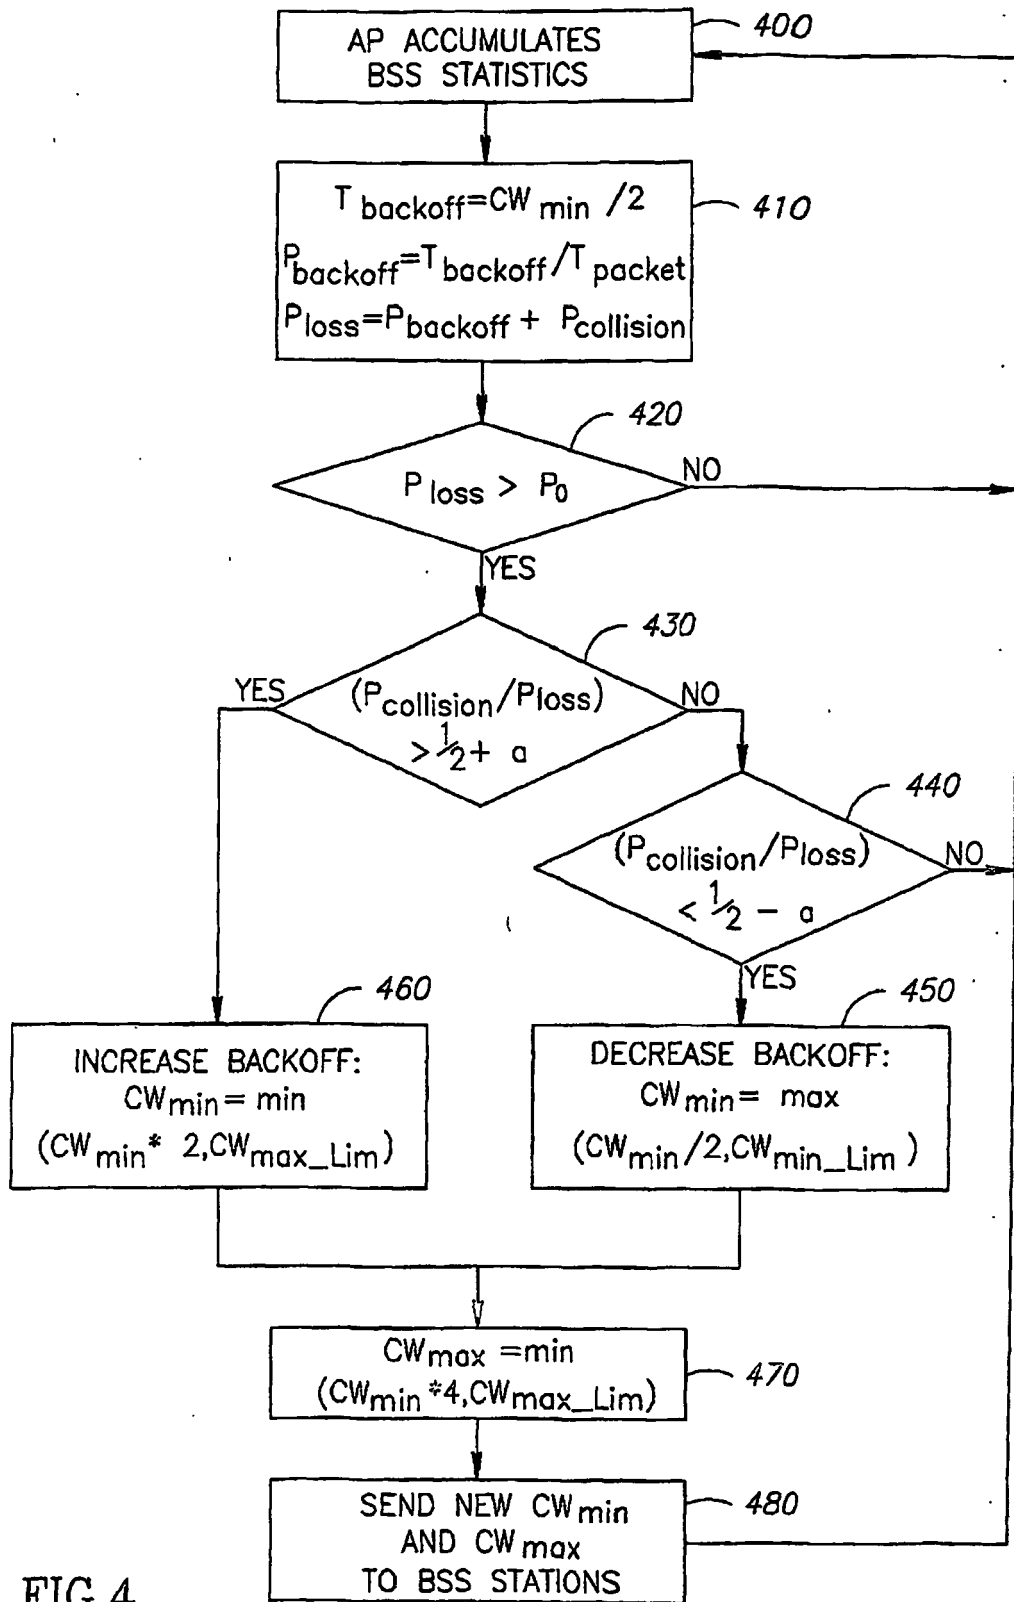 AP ACCUMULATES
BSS STATISTICS
400
T backoff=CW min /2
P backoff=T backoff/T packet
P loss=P backoff + P collision
410
420
P loss > P0
NO
YES
430
YES
(P collision/P loss)
> 1/2 + a
NO
440
(P collision/P loss)
< 1/2 - a
NO
YES
460
INCREASE BACKOFF:
CW min = min
(CW min * 2,CW max_Lim)
450
DECREASE BACKOFF:
CW min = max
(CW min/2,CW min_Lim )
CW max =min
(CW min *4,CW max_Lim)
470
SEND NEW CW min
AND CW max
TO BSS STATIONS
480
FIG.4